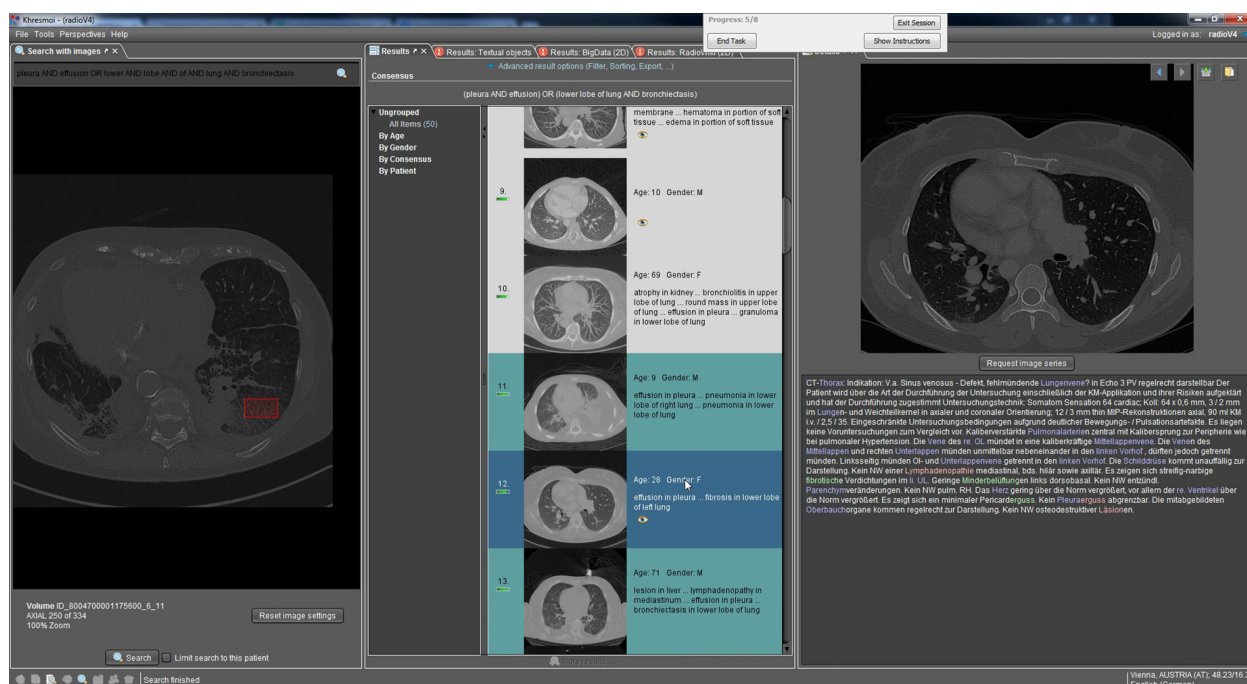 Khresmoi - (radioV4)
File Tools Perspectives Help
Logged in as: radioV4
Progress: 5/8
Exit Session
End Task
Show Instructions
Search with images
pleura AND effusion OR lower AND lobe AND of AND lung AND bronchiectasis
Volume ID_8004700001175600_6_11
AXIAL 250 of 334
100% Zoom
Reset image settings
Search
Limit search to this patient
Search finished
Results
Results: Textual objects
Results: BigData (2D)
Results: RadioWiki (2D)
Advanced result options (Filter, Sorting, Export, ...)
Consensus
(pleura AND effusion) OR (lower lobe of lung AND bronchiectasis)
Ungrouped
All Items (50)
By Age
By Gender
By Consensus
By Patient
membrane ... hematoma in portion of soft
tissue ... edema in portion of soft tissue
9.
Age: 10 Gender: M
10.
Age: 69 Gender: F
atrophy in kidney ... bronchiolitis in upper
lobe of lung ... round mass in upper lobe
of lung ... effusion in pleura ... granuloma
in lower lobe of lung
11.
Age: 9 Gender: M
effusion in pleura ... pneumonia in lower
lobe of right lung ... pneumonia in lower
lobe of lung
12.
Age: 28 Gender: F
effusion in pleura ... fibrosis in lower lobe
of left lung
13.
Age: 71 Gender: M
lesion in liver ... lymphadenopathy in
mediastinum ... effusion in pleura ...
bronchiectasis in lower lobe of lung
More results...
Request image series
CT-Thorax: Indikation: V.a. Sinus venosus - Defekt, fehlmündende Lungenvene? in Echo 3 PV regelrecht darstellbar Der
Patient wird über die Art der Durchführung der Untersuchung einschließlich der KM-Applikation und ihrer Risiken aufgeklärt
und hat der Durchführung zugestimmt Untersuchungstechnik: Somatom Sensation 64 cardiac; Koll: 64 x 0,6 mm, 3 / 2 mm
im Lungen- und Weichteilkernel in axialer und coronaler Orientierung; 12 / 3 mm thin MIP-Rekonstruktionen axial, 90 ml KM
i.v. / 2,5 / 35. Eingeschränkte Untersuchungsbedingungen aufgrund deutlicher Bewegungs- / Pulsationsartefakte. Es liegen
keine Voruntersuchungen zum Vergleich vor. Kaliberverstärkte Pulmonalarterien zentral mit Kalibersprung zur Peripherie wie
bei pulmonaler Hypertension. Die Vene des re. OL mündet in eine kaliberkräftige Mittellappenvene. Die Venen des
Mittellappen und rechten Unterlappen münden unmittelbar nebeneinander in den linken Vorhof , dürften jedoch getrennt
münden. Linksseitig münden Ol- und Unterlappenvene getrennt in den linken Vorhof. Die Schilddrüse kommt unauffällig zur
Darstellung. Kein NW einer Lymphadenopathie mediastinal, bds. hilär sowie axillär. Es zeigen sich streifig-narbige
fibrotische Verdichtungen im li. UL. Geringe Minderbelüftungen links dorsobasal. Kein NW entzündl.
Parenchymveränderungen. Kein NW pulm. RH. Das Herz gering über die Norm vergrößert, vor allem der re. Ventrikel über
die Norm vergrößert. Es zeigt sich ein minimaler Pericarderguss. Kein Pleuraerguss abgrenzbar. Die mitabgebildeten
Oberbauchorgane kommen regelrecht zur Darstellung. Kein NW osteodestruktiver Läsionen.
Vienna, AUSTRIA (AT); 48.23/16.
English (German)